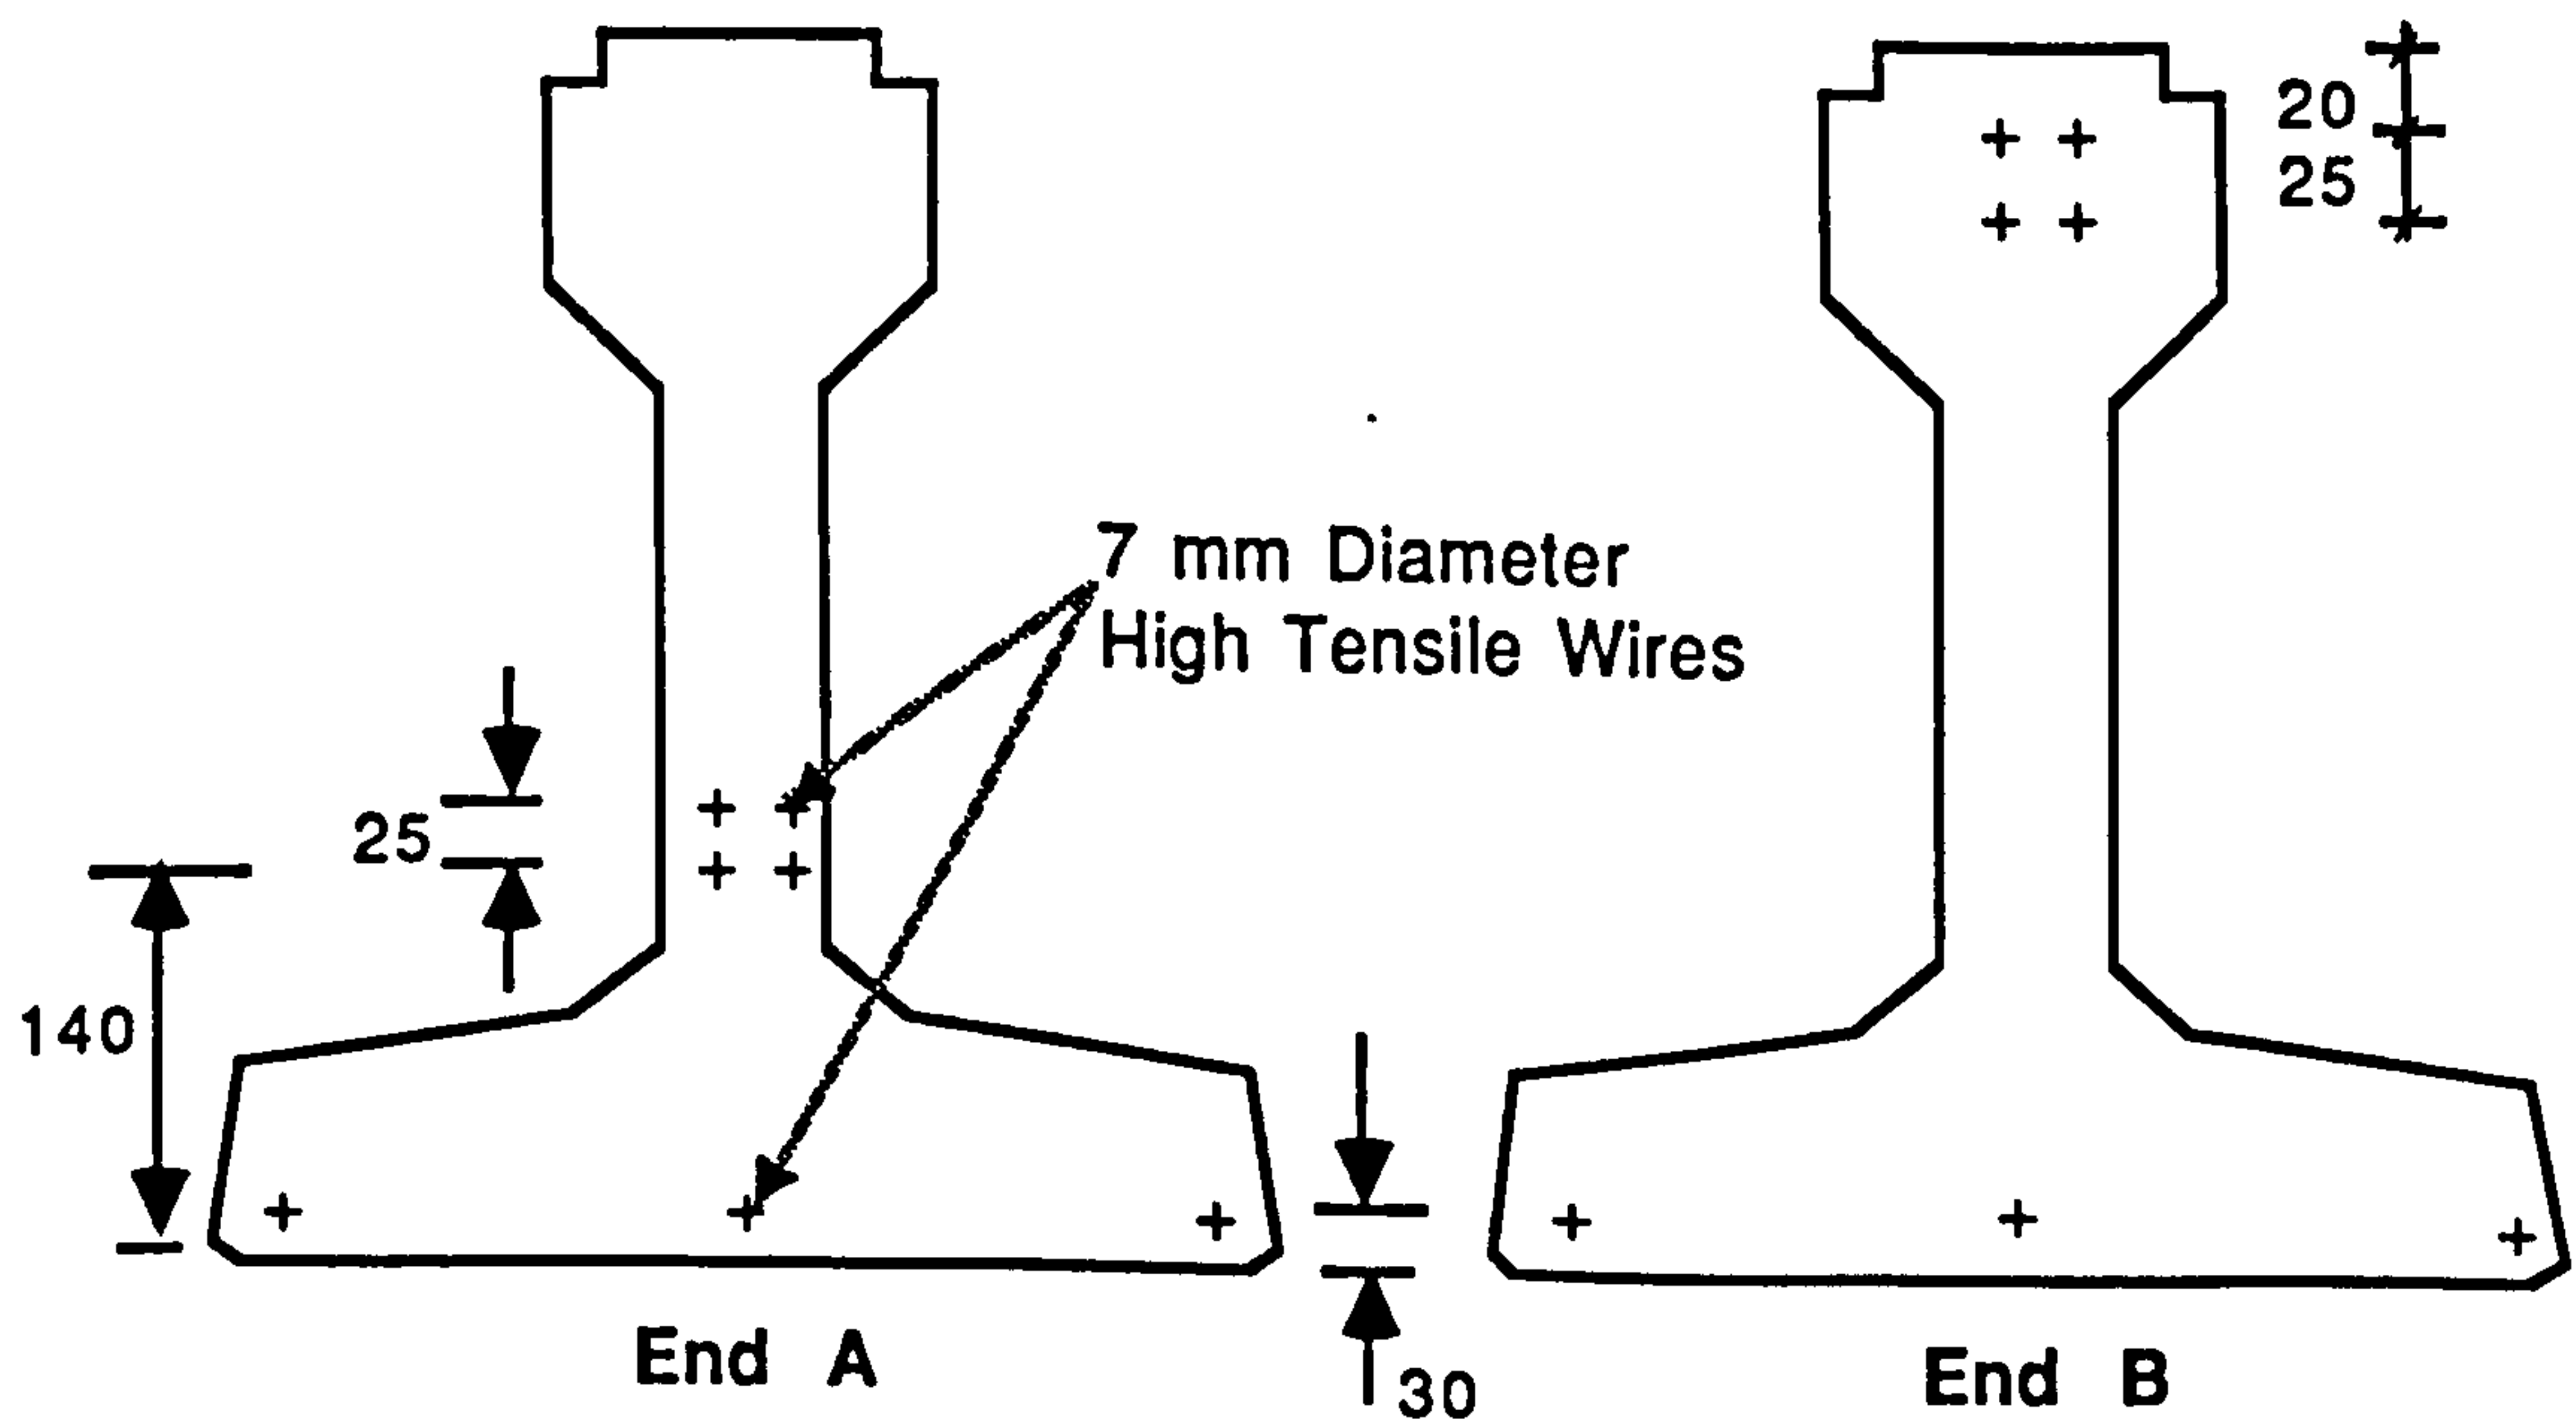 20
25
7 mm Diameter
High Tensile Wires
25
140
30
End A
End B